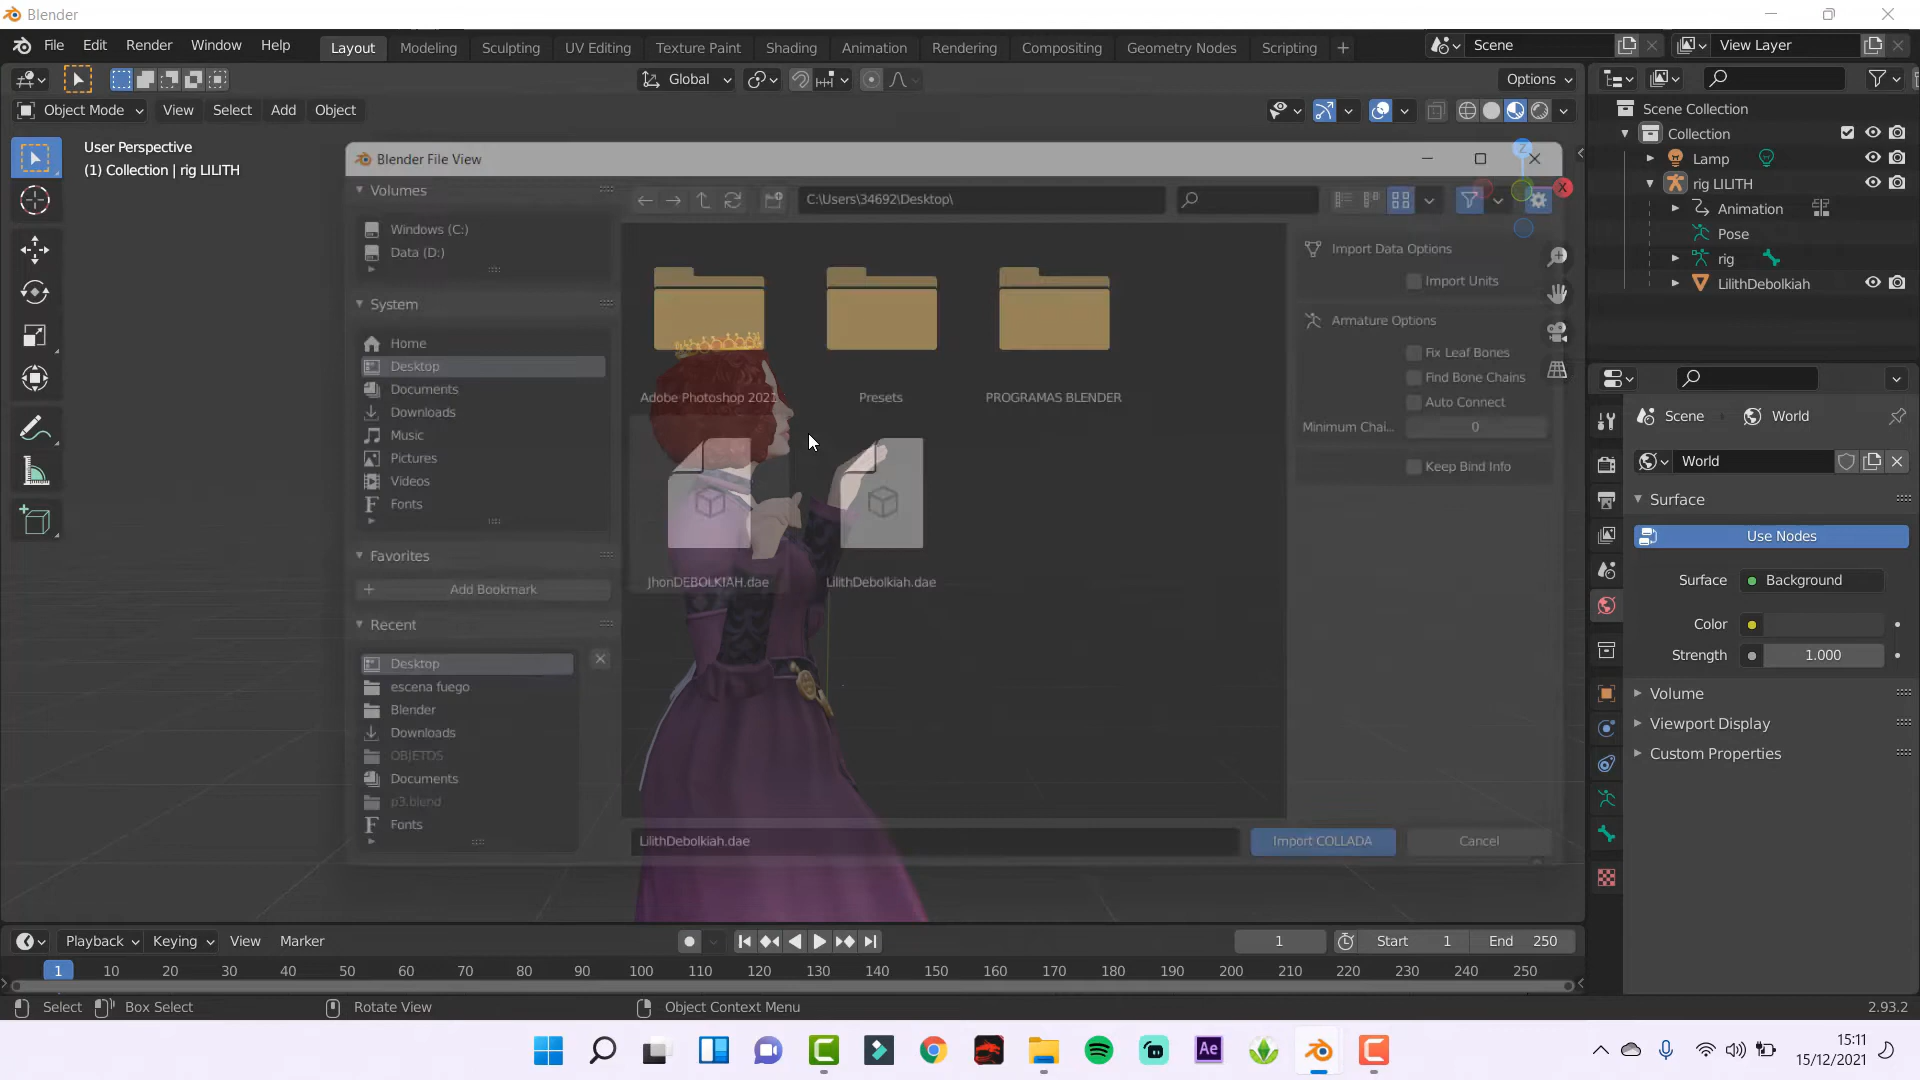 Blender
File Edit Render Window Help Layout Modeling Sculpting UV Editing Texture Paint Shading Animation Rendering Compositing Geometry Nodes Scripting + Scene View Layer
Global Options
Object Mode View Select Add Object
User Perspective
(1) Collection | rig LILITH
Blender File View
Volumes
Windows (C:)
Data (D:)
System
Home
Desktop
Documents
Downloads
Music
Pictures
Videos
Fonts
Favorites
Add Bookmark
Recent
Desktop
escena fuego
Blender
Downloads
OBJETOS
Documents
p3.blend
Fonts
C:\Users\34692\Desktop\
Adobe Photoshop 2021 Presets PROGRAMAS BLENDER
JhonDEBOLKIAH.dae LilithDebolkiah.dae
LilithDebolkiah.dae Import COLLADA Cancel
Import Data Options
Import Units
Armature Options
Fix Leaf Bones
Find Bone Chains
Auto Connect
Minimum Chai... 0
Keep Bind Info
Z
X
Scene Collection
Collection
Lamp
rig LILITH
Animation
Pose
rig
LilithDebolkiah
Scene World
World
Surface
Use Nodes
Surface Background
Color
Strength 1.000
Volume
Viewport Display
Custom Properties
Playback Keying View Marker 1 Start 1 End 250
1 10 20 30 40 50 60 70 80 90 100 110 120 130 140 150 160 170 180 190 200 210 220 230 240 250
Select Box Select Rotate View Object Context Menu 2.93.2
Ae
15:11
15/12/2021